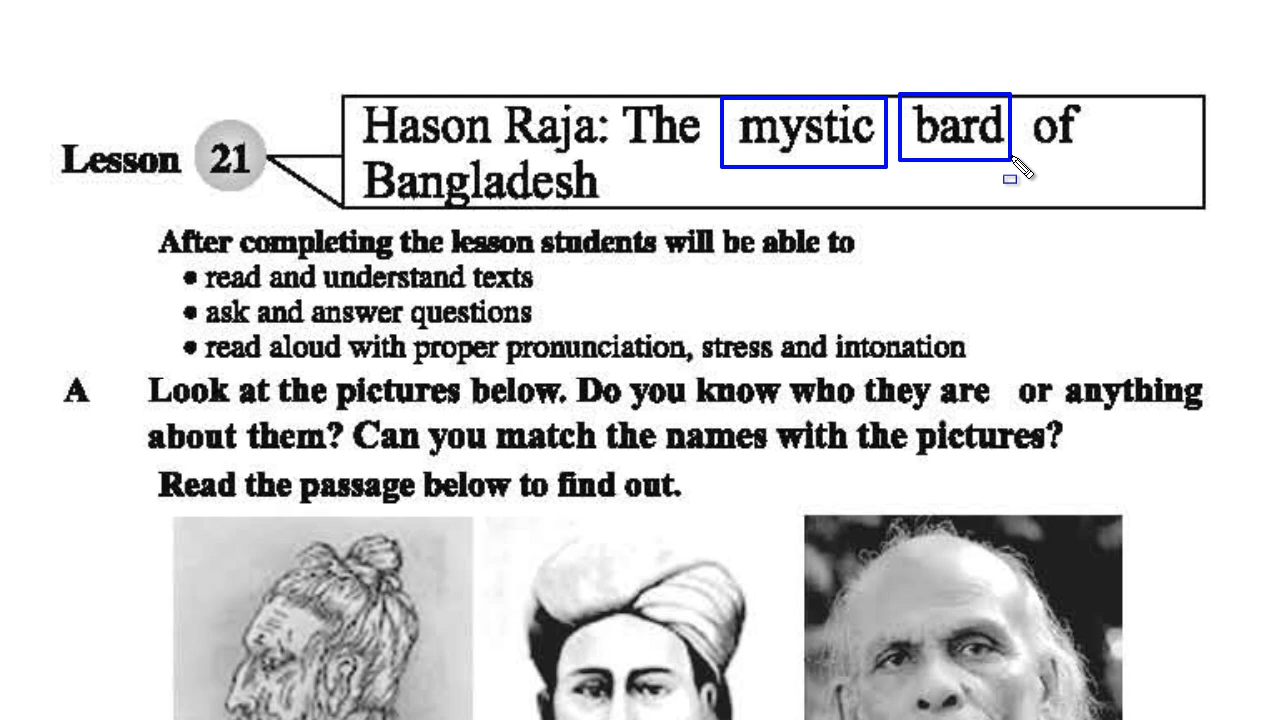 Hason Raja: The mystic bard of
Lesson 21
Bangladesh
After completing the lesson students will be able to
• read and understand texts
• ask and answer questions
• read aloud with proper pronunciation, stress and intonation
A Look at the pictures below. Do you know who they are or anything
about them? Can you match the names with the pictures?
Read the passage below to find out.